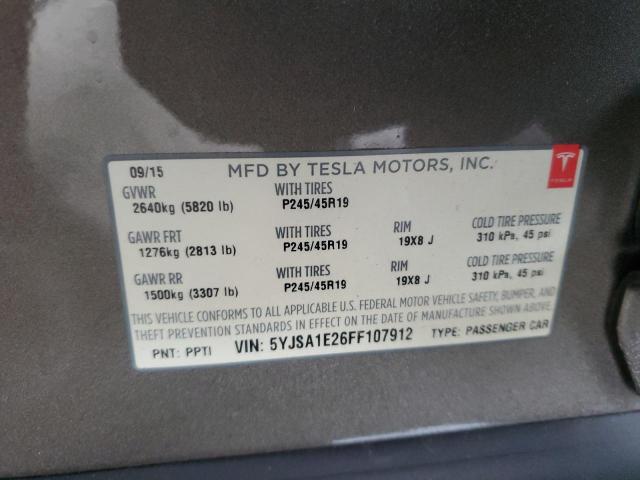 09/15 MFD BY TESLA MOTORS, INC.
GVWR WITH TIRES
2640kg (5820 lb) P245/45R19
GAWR FRT WITH TIRES RIM COLD TIRE PRESSURE
1276kg (2813 lb) P245/45R19 19X8 J 310 kPa, 45 psi
GAWR RR WITH TIRES RIM COLD TIRE PRESSURE
1500kg (3307 lb) P245/45R19 19X8 J 310 kPa, 45 psi
THIS VEHICLE CONFORMS TO ALL APPLICABLE U.S. FEDERAL MOTOR VEHICLE SAFETY, BUMPER, AND
THEFT PREVENTION STANDARDS IN EFFECT ON THE DATE OF MANUFACTURE SHOWN ABOVE.
PNT: PPTI VIN: 5YJSA1E26FF107912 TYPE: PASSENGER CAR
TESLA